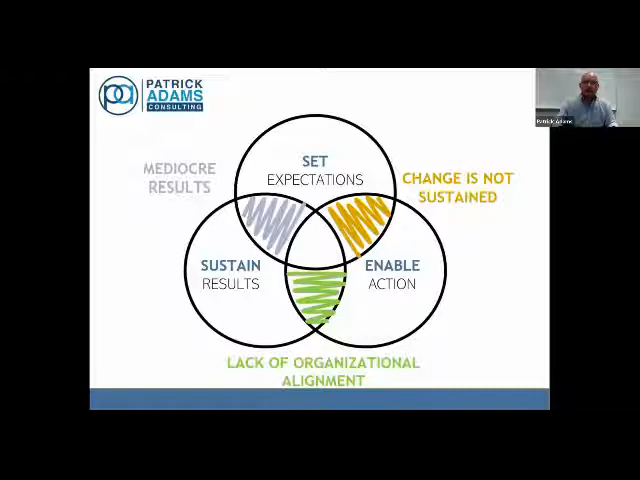 PATRICK
ADAMS
CONSULTING
Patrick Adams
SET
EXPECTATIONS
MEDIOCRE
RESULTS
CHANGE IS NOT
SUSTAINED
SUSTAIN
RESULTS
ENABLE
ACTION
LACK OF ORGANIZATIONAL
ALIGNMENT